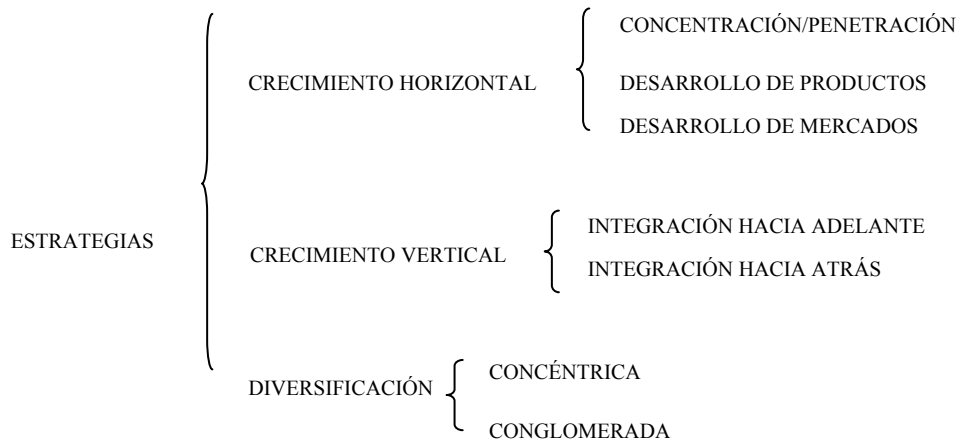 CONCENTRACIÓN/PENETRACIÓN
CRECIMIENTO HORIZONTAL
DESARROLLO DE PRODUCTOS
DESARROLLO DE MERCADOS
ESTRATEGIAS
CRECIMIENTO VERTICAL
INTEGRACIÓN HACIA ADELANTE
INTEGRACIÓN HACIA ATRÁS
DIVERSIFICACIÓN
CONCÉNTRICA
CONGLOMERADA